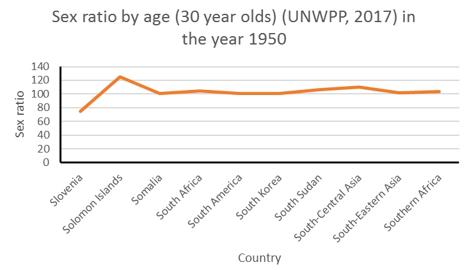 Sex ratio by age (30 year olds) (UNWPP, 2017) in
the year 1950
140
120
100
80
60
40
20
0
Sex ratio
Slovenia
Solomon Islands
Somalia
South Africa
South America
South Korea
South Sudan
South-Central Asia
South-Eastern Asia
Southern Africa
Country